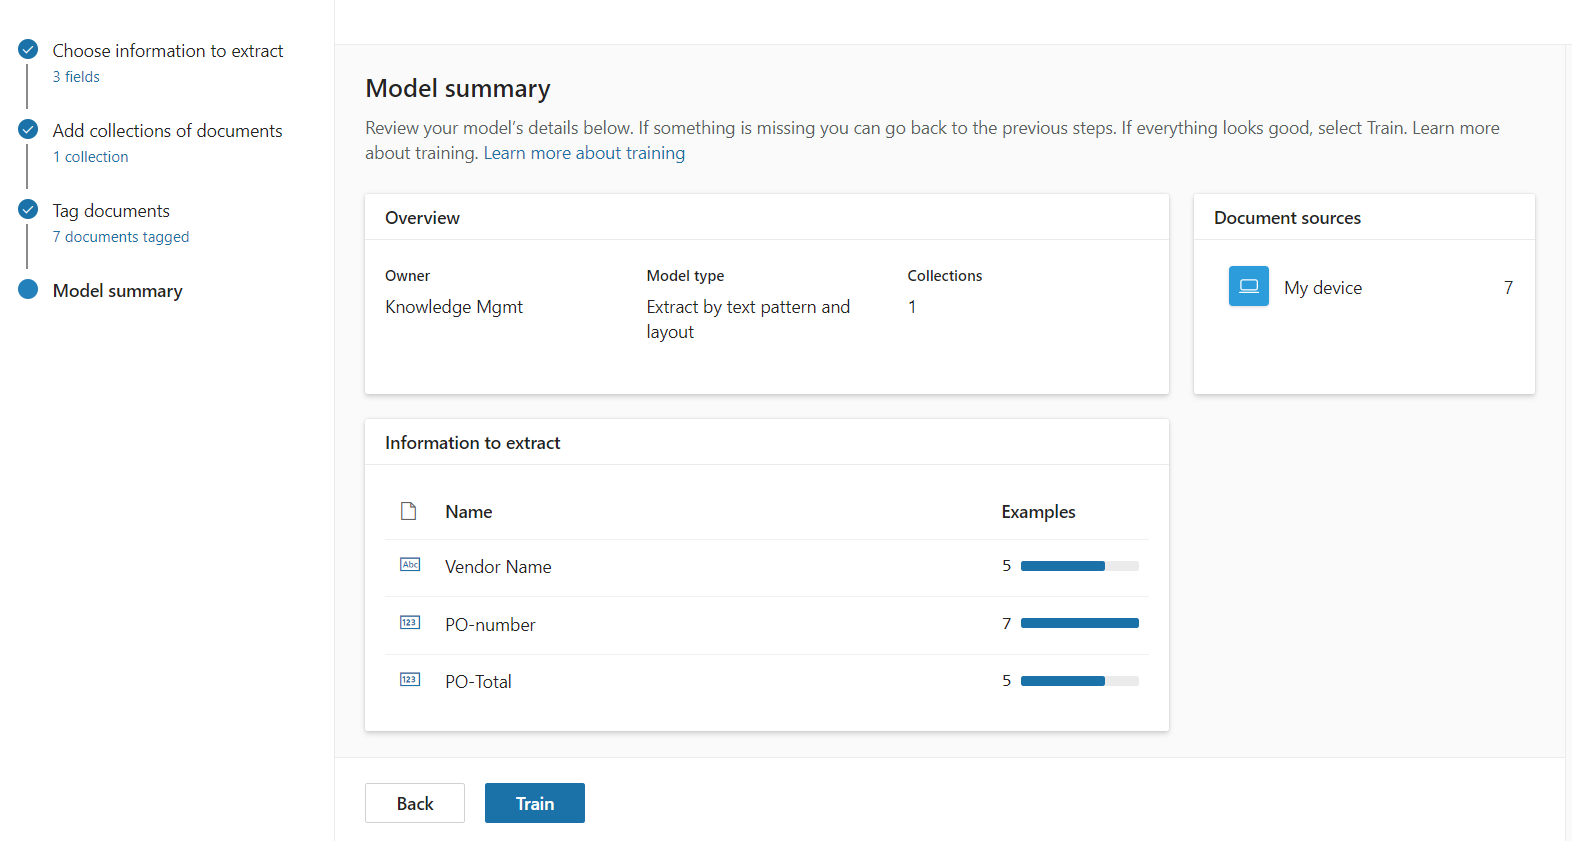 Choose information to extract
3 fields
Add collections of documents
1 collection
Tag documents
7 documents tagged
Model summary
Model summary
Review your model’s details below. If something is missing you can go back to the previous steps. If everything looks good, select Train. Learn more
about training. Learn more about training
Overview
Owner
Knowledge Mgmt
Model type
Extract by text pattern and
layout
Collections
1
Document sources
My device 7
Information to extract
Name Examples
Abc Vendor Name 5
123 PO-number 7
123 PO-Total 5
Back Train